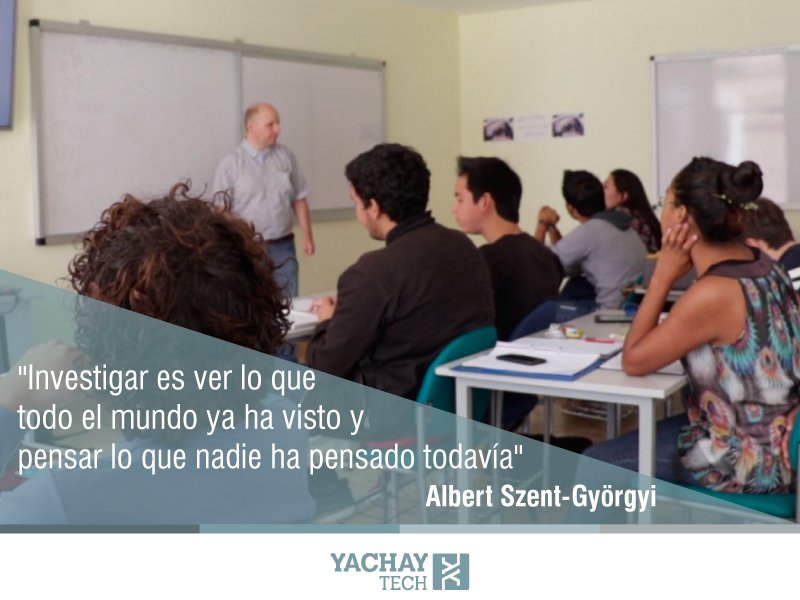 "Investigar es ver lo que
todo el mundo ya ha visto y
pensar lo que nadie ha pensado todavía"
Albert Szent-Györgyi
YACHAY
TECH